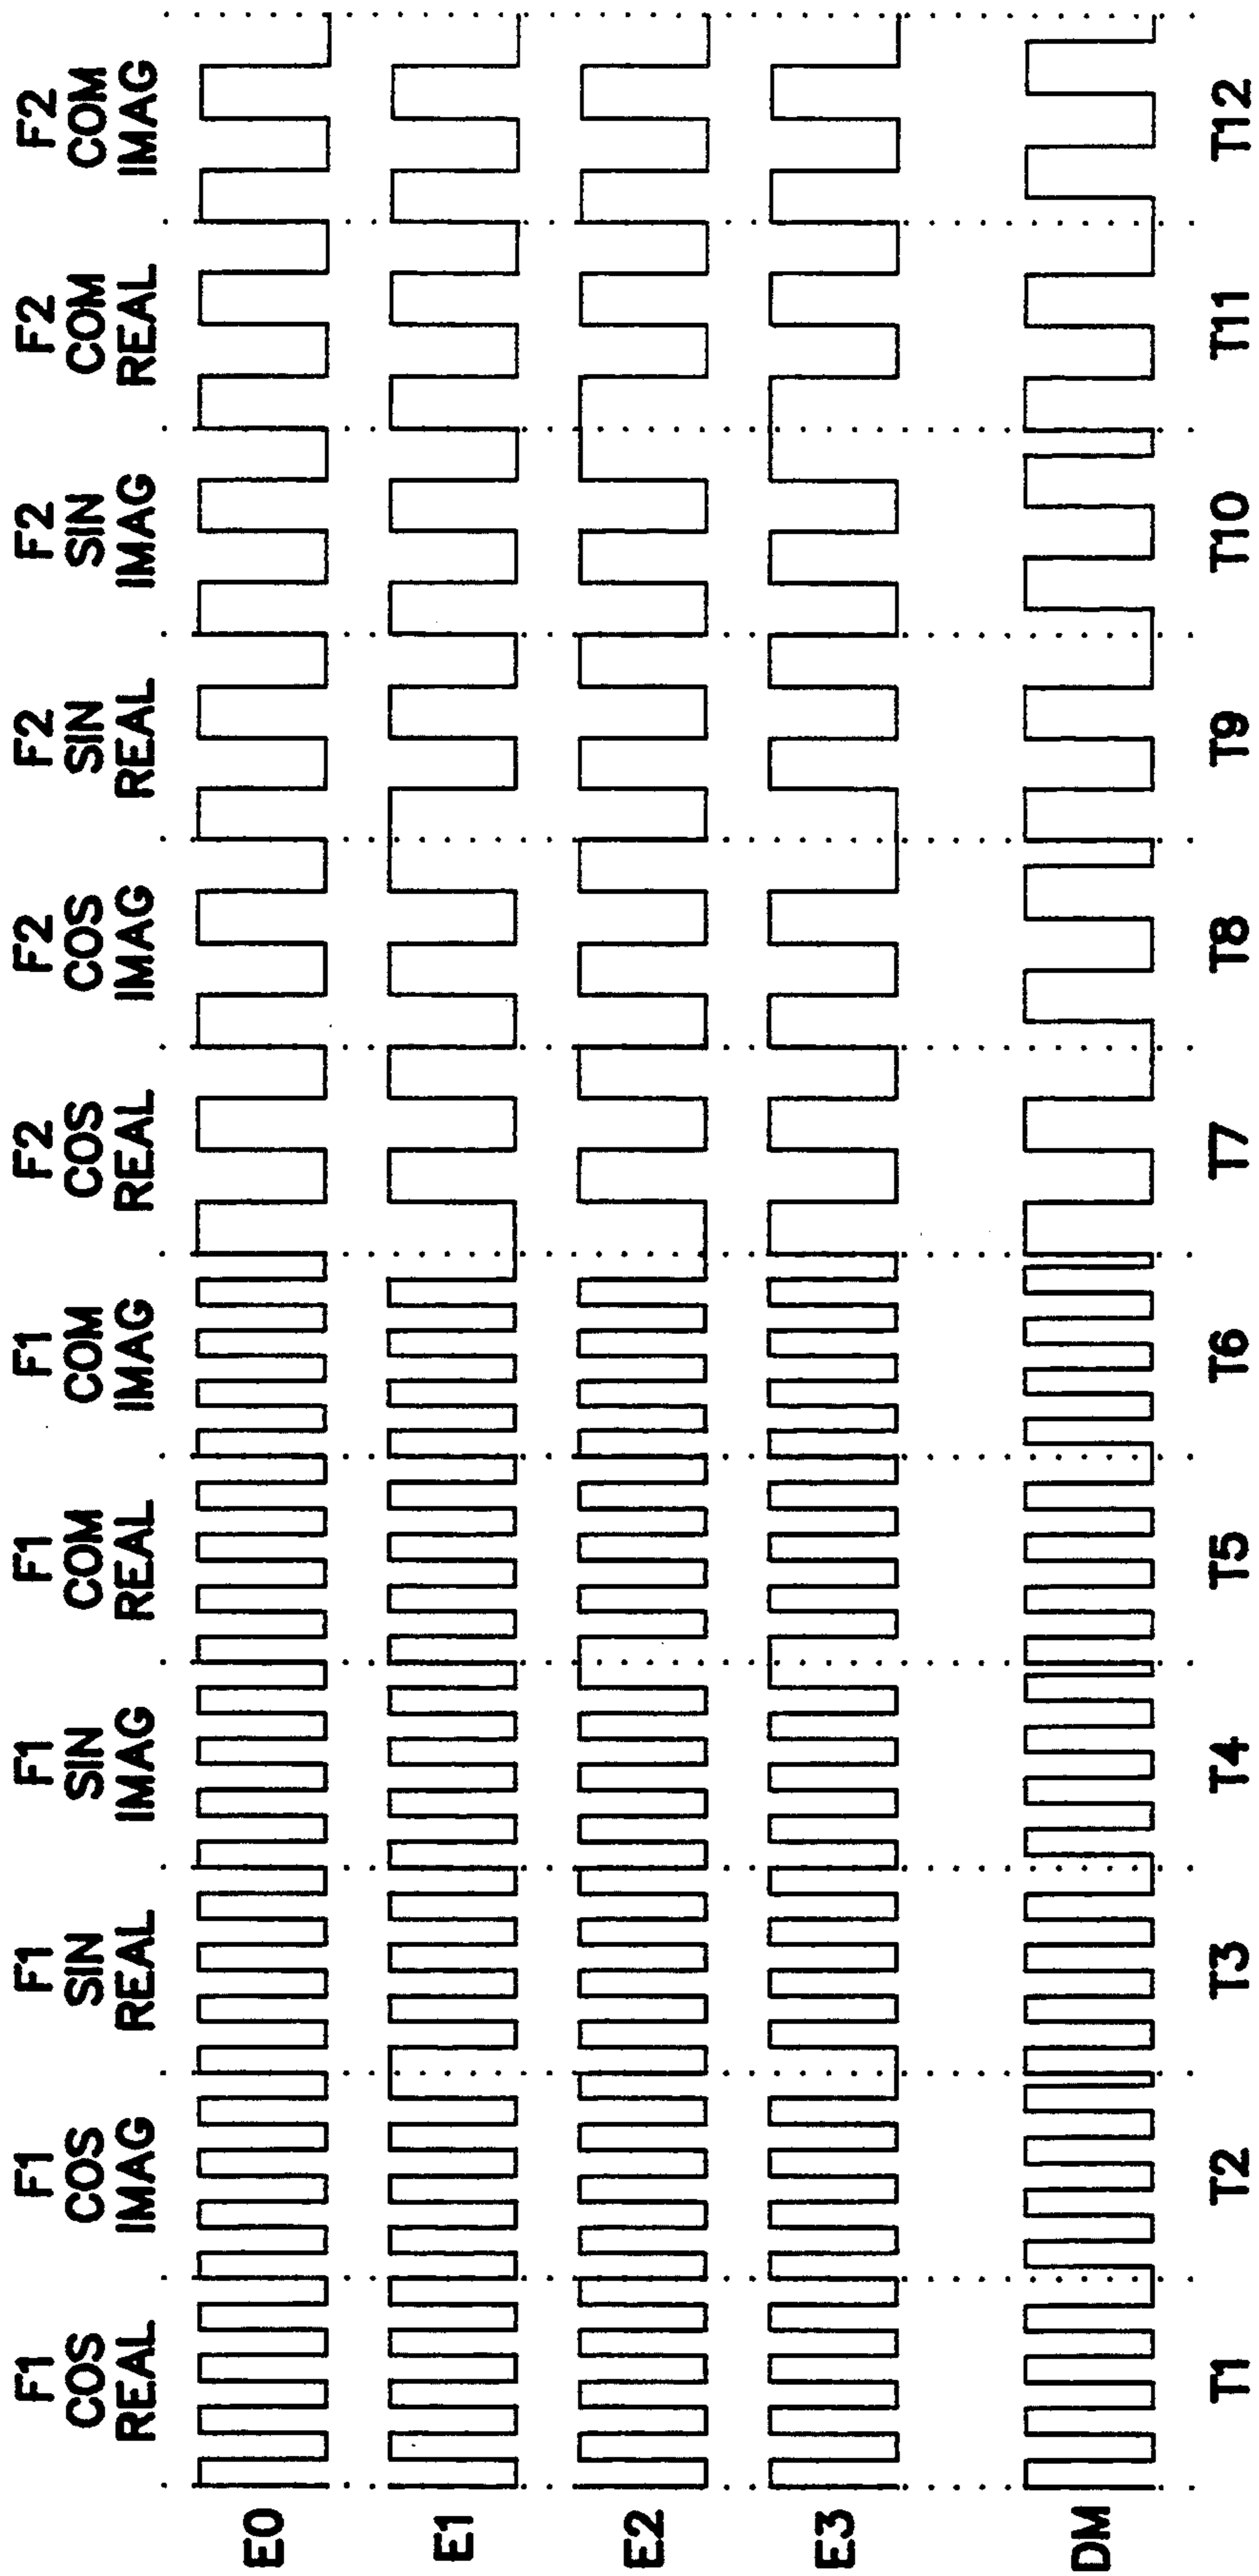 F1 COS REAL
F1 COS IMAG
F1 SIN REAL
F1 SIN IMAG
F1 COM REAL
F1 COM IMAG
F2 COS REAL
F2 COS IMAG
F2 SIN REAL
F2 SIN IMAG
F2 COM REAL
F2 COM IMAG
E0
E1
E2
E3
DM
T1
T2
T3
T4
T5
T6
T7
T8
T9
T10
T11
T12